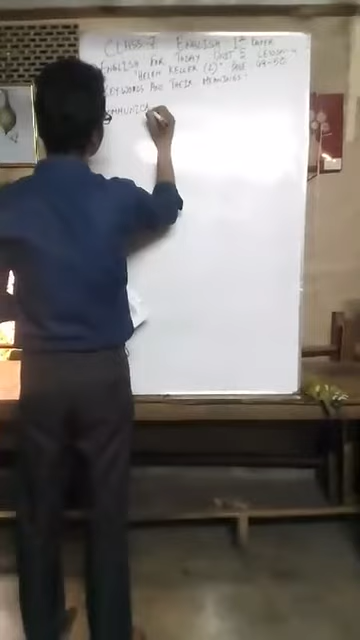 CLASS-7 ENGLISH 1st PAPER
ENGLISH FOR TODAY UNIT 5 LESSON-4
"HELEN KELLER (2)" PAGE 49-50
KEYWORDS AND THEIR MEANINGS-
COMMUNICA